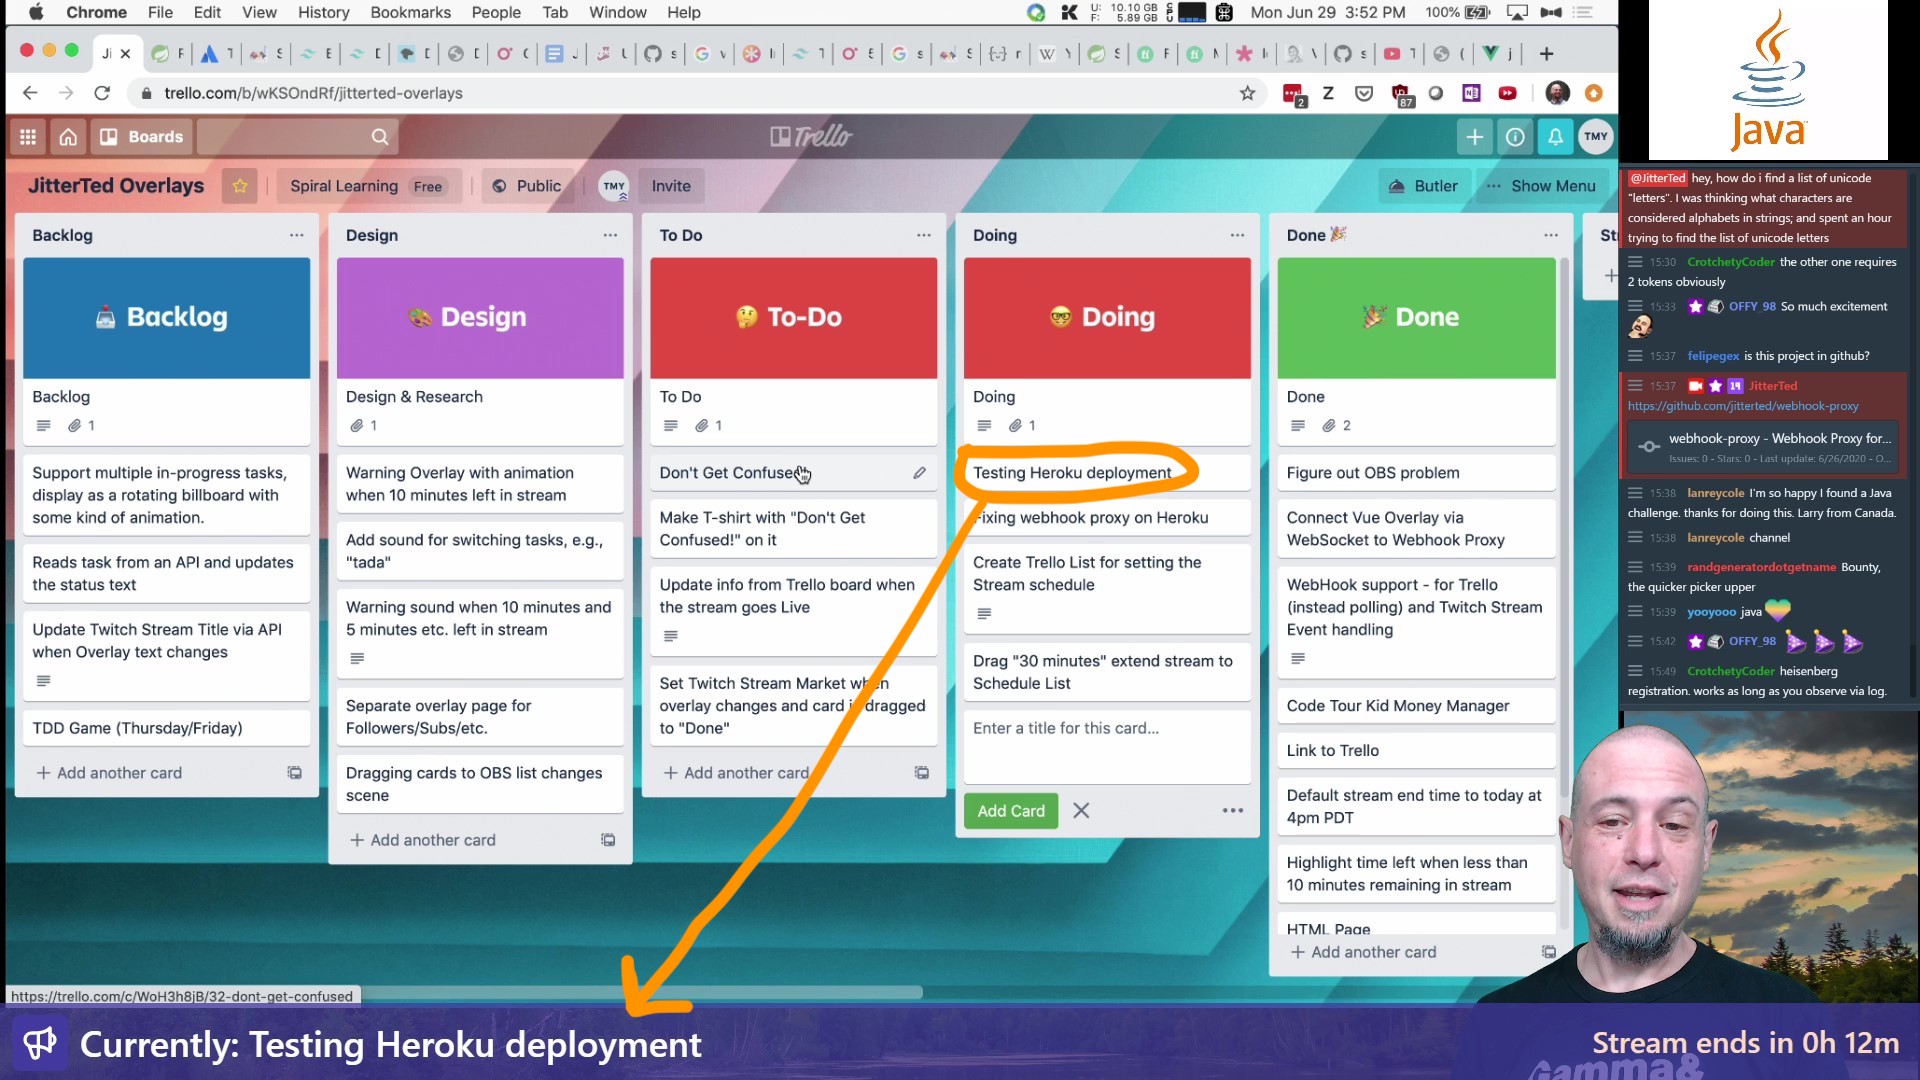 Chrome File Edit View History Bookmarks People Tab Window Help
U: 10.10 GB
F: 5.89 GB
Mon Jun 29 3:52 PM 100%
trello.com/b/wKSOndRf/jitterted-overlays
2
87
Boards
Trello
TMY
JitterTed Overlays
Spiral Learning Free
Public
TMY
Invite
Butler
Show Menu
Backlog
Backlog
Backlog
1
Support multiple in-progress tasks,
display as a rotating billboard with
some kind of animation.
Reads task from an API and updates
the status text
Update Twitch Stream Title via API
when Overlay text changes
TDD Game (Thursday/Friday)
+ Add another card
Design
Design
Design & Research
1
Warning Overlay with animation
when 10 minutes left in stream
Add sound for switching tasks, e.g.,
"tada"
Warning sound when 10 minutes and
5 minutes etc. left in stream
Separate overlay page for
Followers/Subs/etc.
Dragging cards to OBS list changes
scene
+ Add another card
To Do
To-Do
To Do
1
Don't Get Confused
Make T-shirt with "Don't Get
Confused!" on it
Update info from Trello board when
the stream goes Live
Set Twitch Stream Market when
overlay changes and card is dragged
to "Done"
+ Add another card
Doing
Doing
Doing
1
Testing Heroku deployment
Fixing webhook proxy on Heroku
Create Trello List for setting the
Stream schedule
Drag "30 minutes" extend stream to
Schedule List
Enter a title for this card...
Add Card
Done
Done
Done
2
Figure out OBS problem
Connect Vue Overlay via
WebSocket to Webhook Proxy
WebHook support - for Trello
(instead polling) and Twitch Stream
Event handling
Code Tour Kid Money Manager
Link to Trello
Default stream end time to today at
4pm PDT
Highlight time left when less than
10 minutes remaining in stream
HTML Page
+ Add another card
https://trello.com/c/WoH3h8jB/32-dont-get-confused
Currently: Testing Heroku deployment
Stream ends in 0h 12m
Gamma&
Java
@JitterTed hey, how do i find a list of unicode
"letters". I was thinking what characters are
considered alphabets in strings; and spent an hour
trying to find the list of unicode letters
15:30 CrotchetyCoder the other one requires
2 tokens obviously
15:33 OFFY_98 So much excitement
15:37 felipegex is this project in github?
15:37 JitterTed
https://github.com/jitterted/webhook-proxy
webhook-proxy - Webhook Proxy for...
Issues: 0 - Stars: 0 - Last update: 6/26/2020 - O...
15:38 lanreycole I'm so happy I found a Java
challenge. thanks for doing this. Larry from Canada.
15:38 lanreycole channel
15:39 randgeneratordotgetname Bounty,
the quicker picker upper
15:39 yooyooo java
15:42 OFFY_98
15:49 CrotchetyCoder heisenberg
registration. works as long as you observe via log.